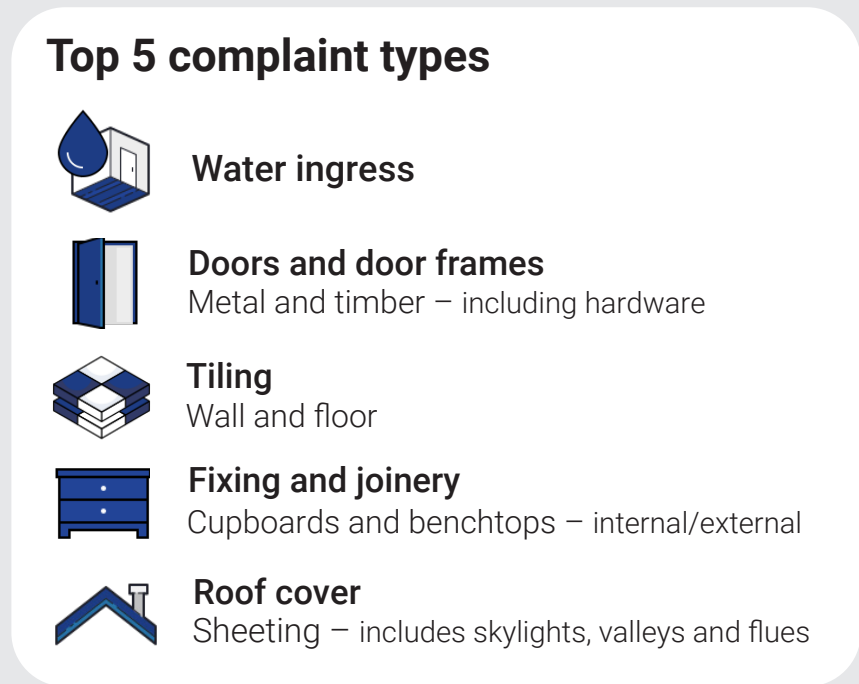 Top 5 complaint types
Water ingress
Doors and door frames
Metal and timber – including hardware
Tiling
Wall and floor
Fixing and joinery
Cupboards and benchtops – internal/external
Roof cover
Sheeting – includes skylights, valleys and flues